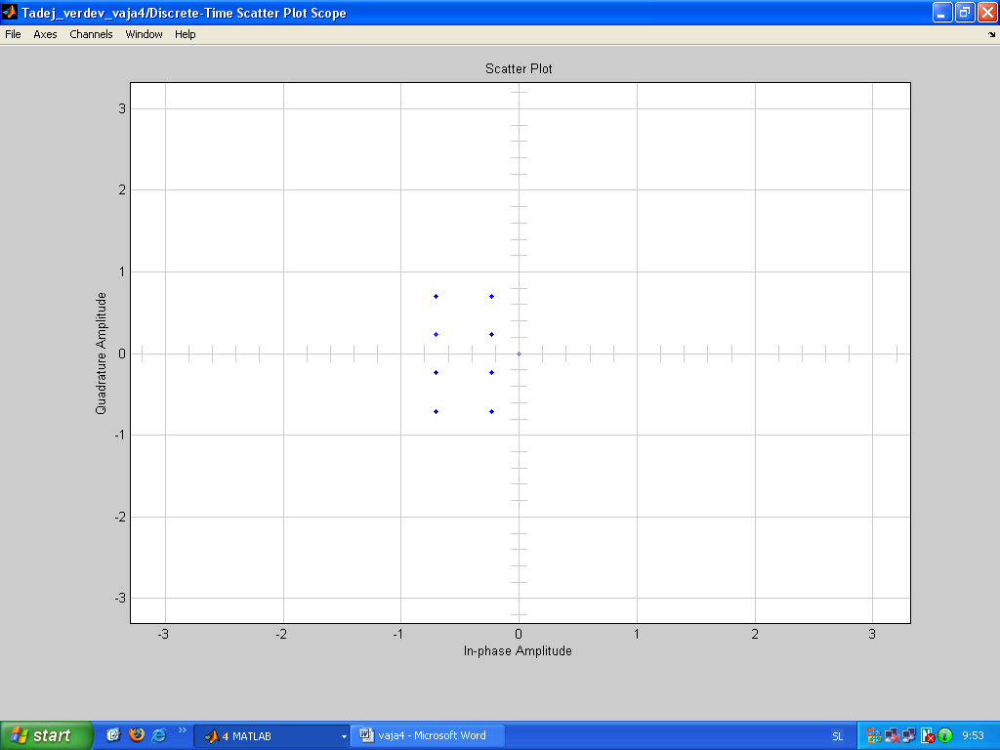 Tadej_verdev_vaja4/Discrete-Time Scatter Plot Scope
File Axes Channels Window Help
Scatter Plot
3
2
1
0
-1
-2
-3
Quadrature Amplitude
-3 -2 -1 0 1 2 3
In-phase Amplitude
start » 4 MATLAB vaja4 - Microsoft Word SL 9:53